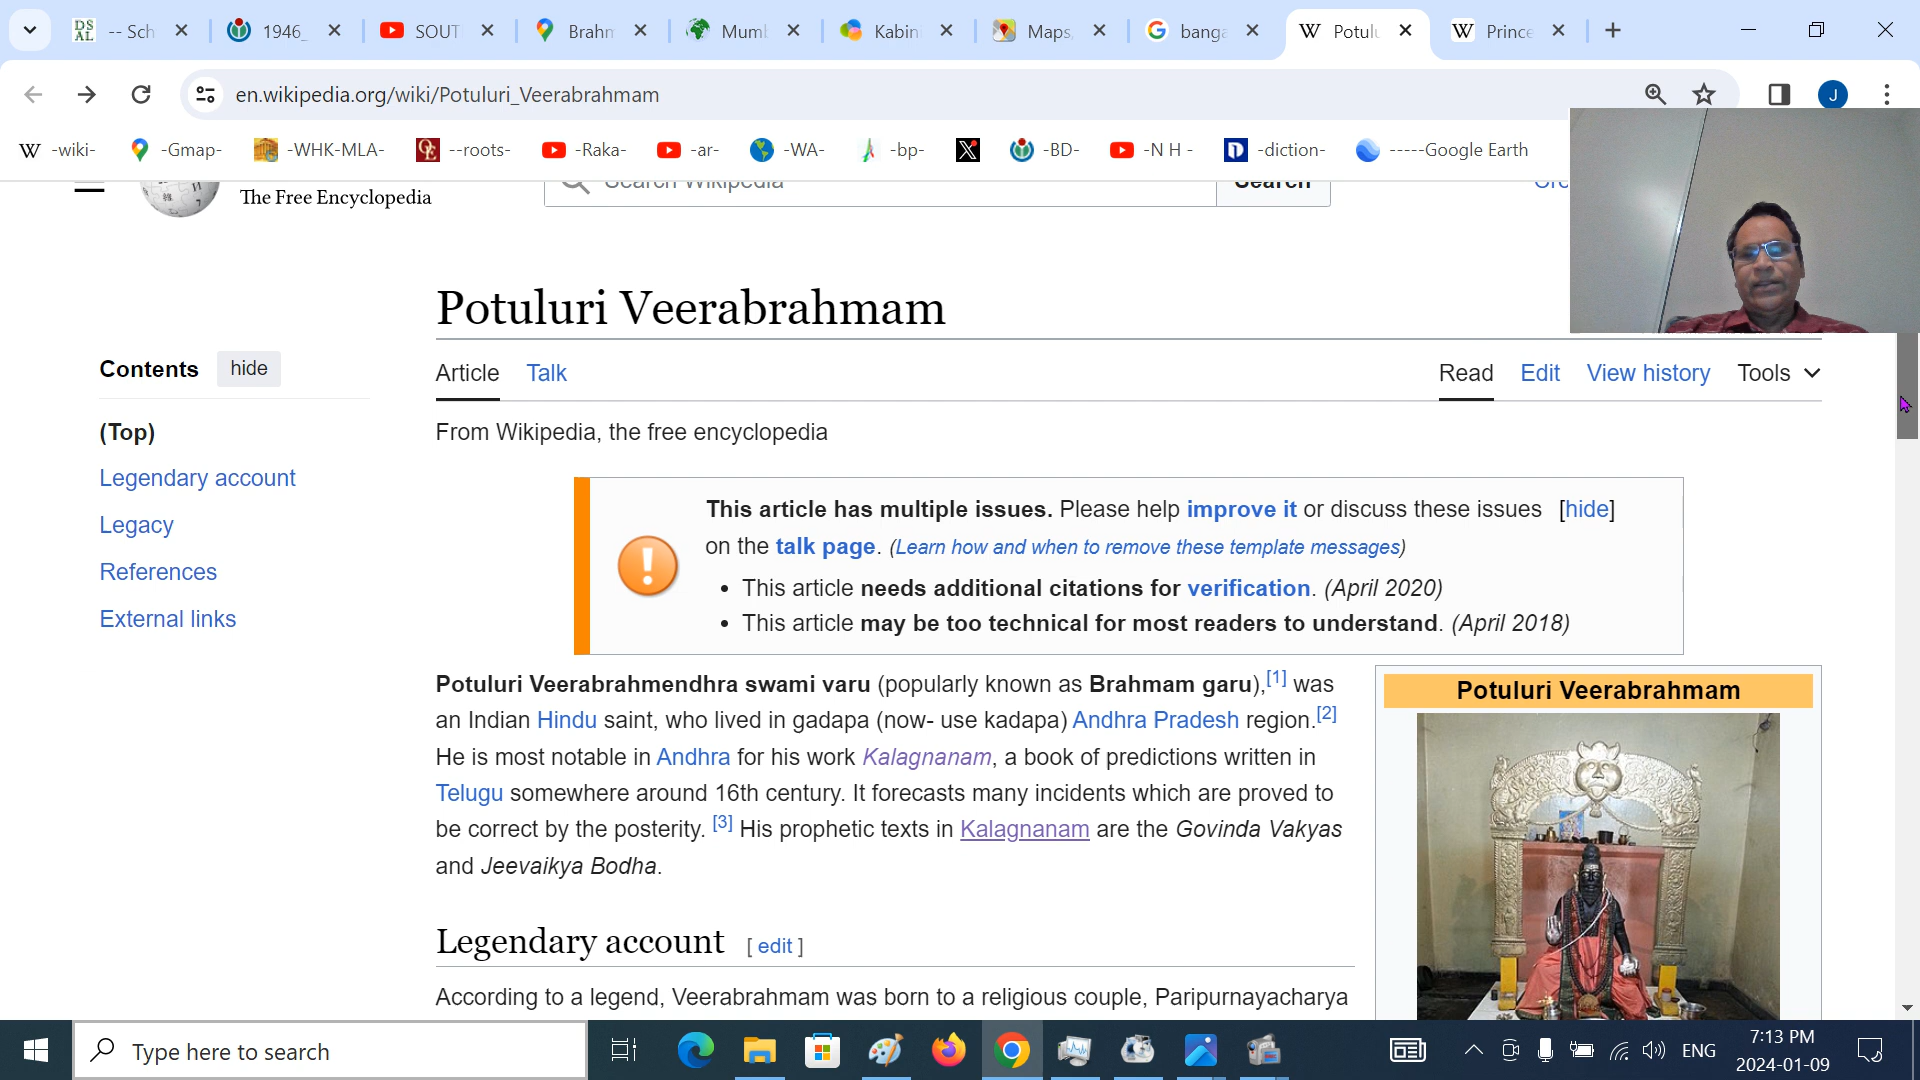 -- Sch
1946_
SOUT
Brahn
Mum
Kabin
Maps,
banga
Potulu
Prince
en.wikipedia.org/wiki/Potuluri_Veerabrahmam
J
-wiki-
-Gmap-
-WHK-MLA-
--roots-
-Raka-
-ar-
-WA-
-bp-
-BD-
-N H -
-diction-
-----Google Earth
The Free Encyclopedia
Search Wikipedia
Search
Potuluri Veerabrahmam
Contents hide
Article Talk
Read Edit View history Tools
(Top)
Legendary account
Legacy
References
External links
From Wikipedia, the free encyclopedia
This article has multiple issues. Please help improve it or discuss these issues [hide]
on the talk page. (Learn how and when to remove these template messages)
• This article needs additional citations for verification. (April 2020)
• This article may be too technical for most readers to understand. (April 2018)
Potuluri Veerabrahmendhra swami varu (popularly known as Brahmam garu),[1] was
an Indian Hindu saint, who lived in gadapa (now- use kadapa) Andhra Pradesh region.[2]
He is most notable in Andhra for his work Kalagnanam, a book of predictions written in
Telugu somewhere around 16th century. It forecasts many incidents which are proved to
be correct by the posterity. [3] His prophetic texts in Kalagnanam are the Govinda Vakyas
and Jeevaikya Bodha.
Potuluri Veerabrahmam
Legendary account [ edit ]
According to a legend, Veerabrahmam was born to a religious couple, Paripurnayacharya
Type here to search
ENG
7:13 PM
2024-01-09